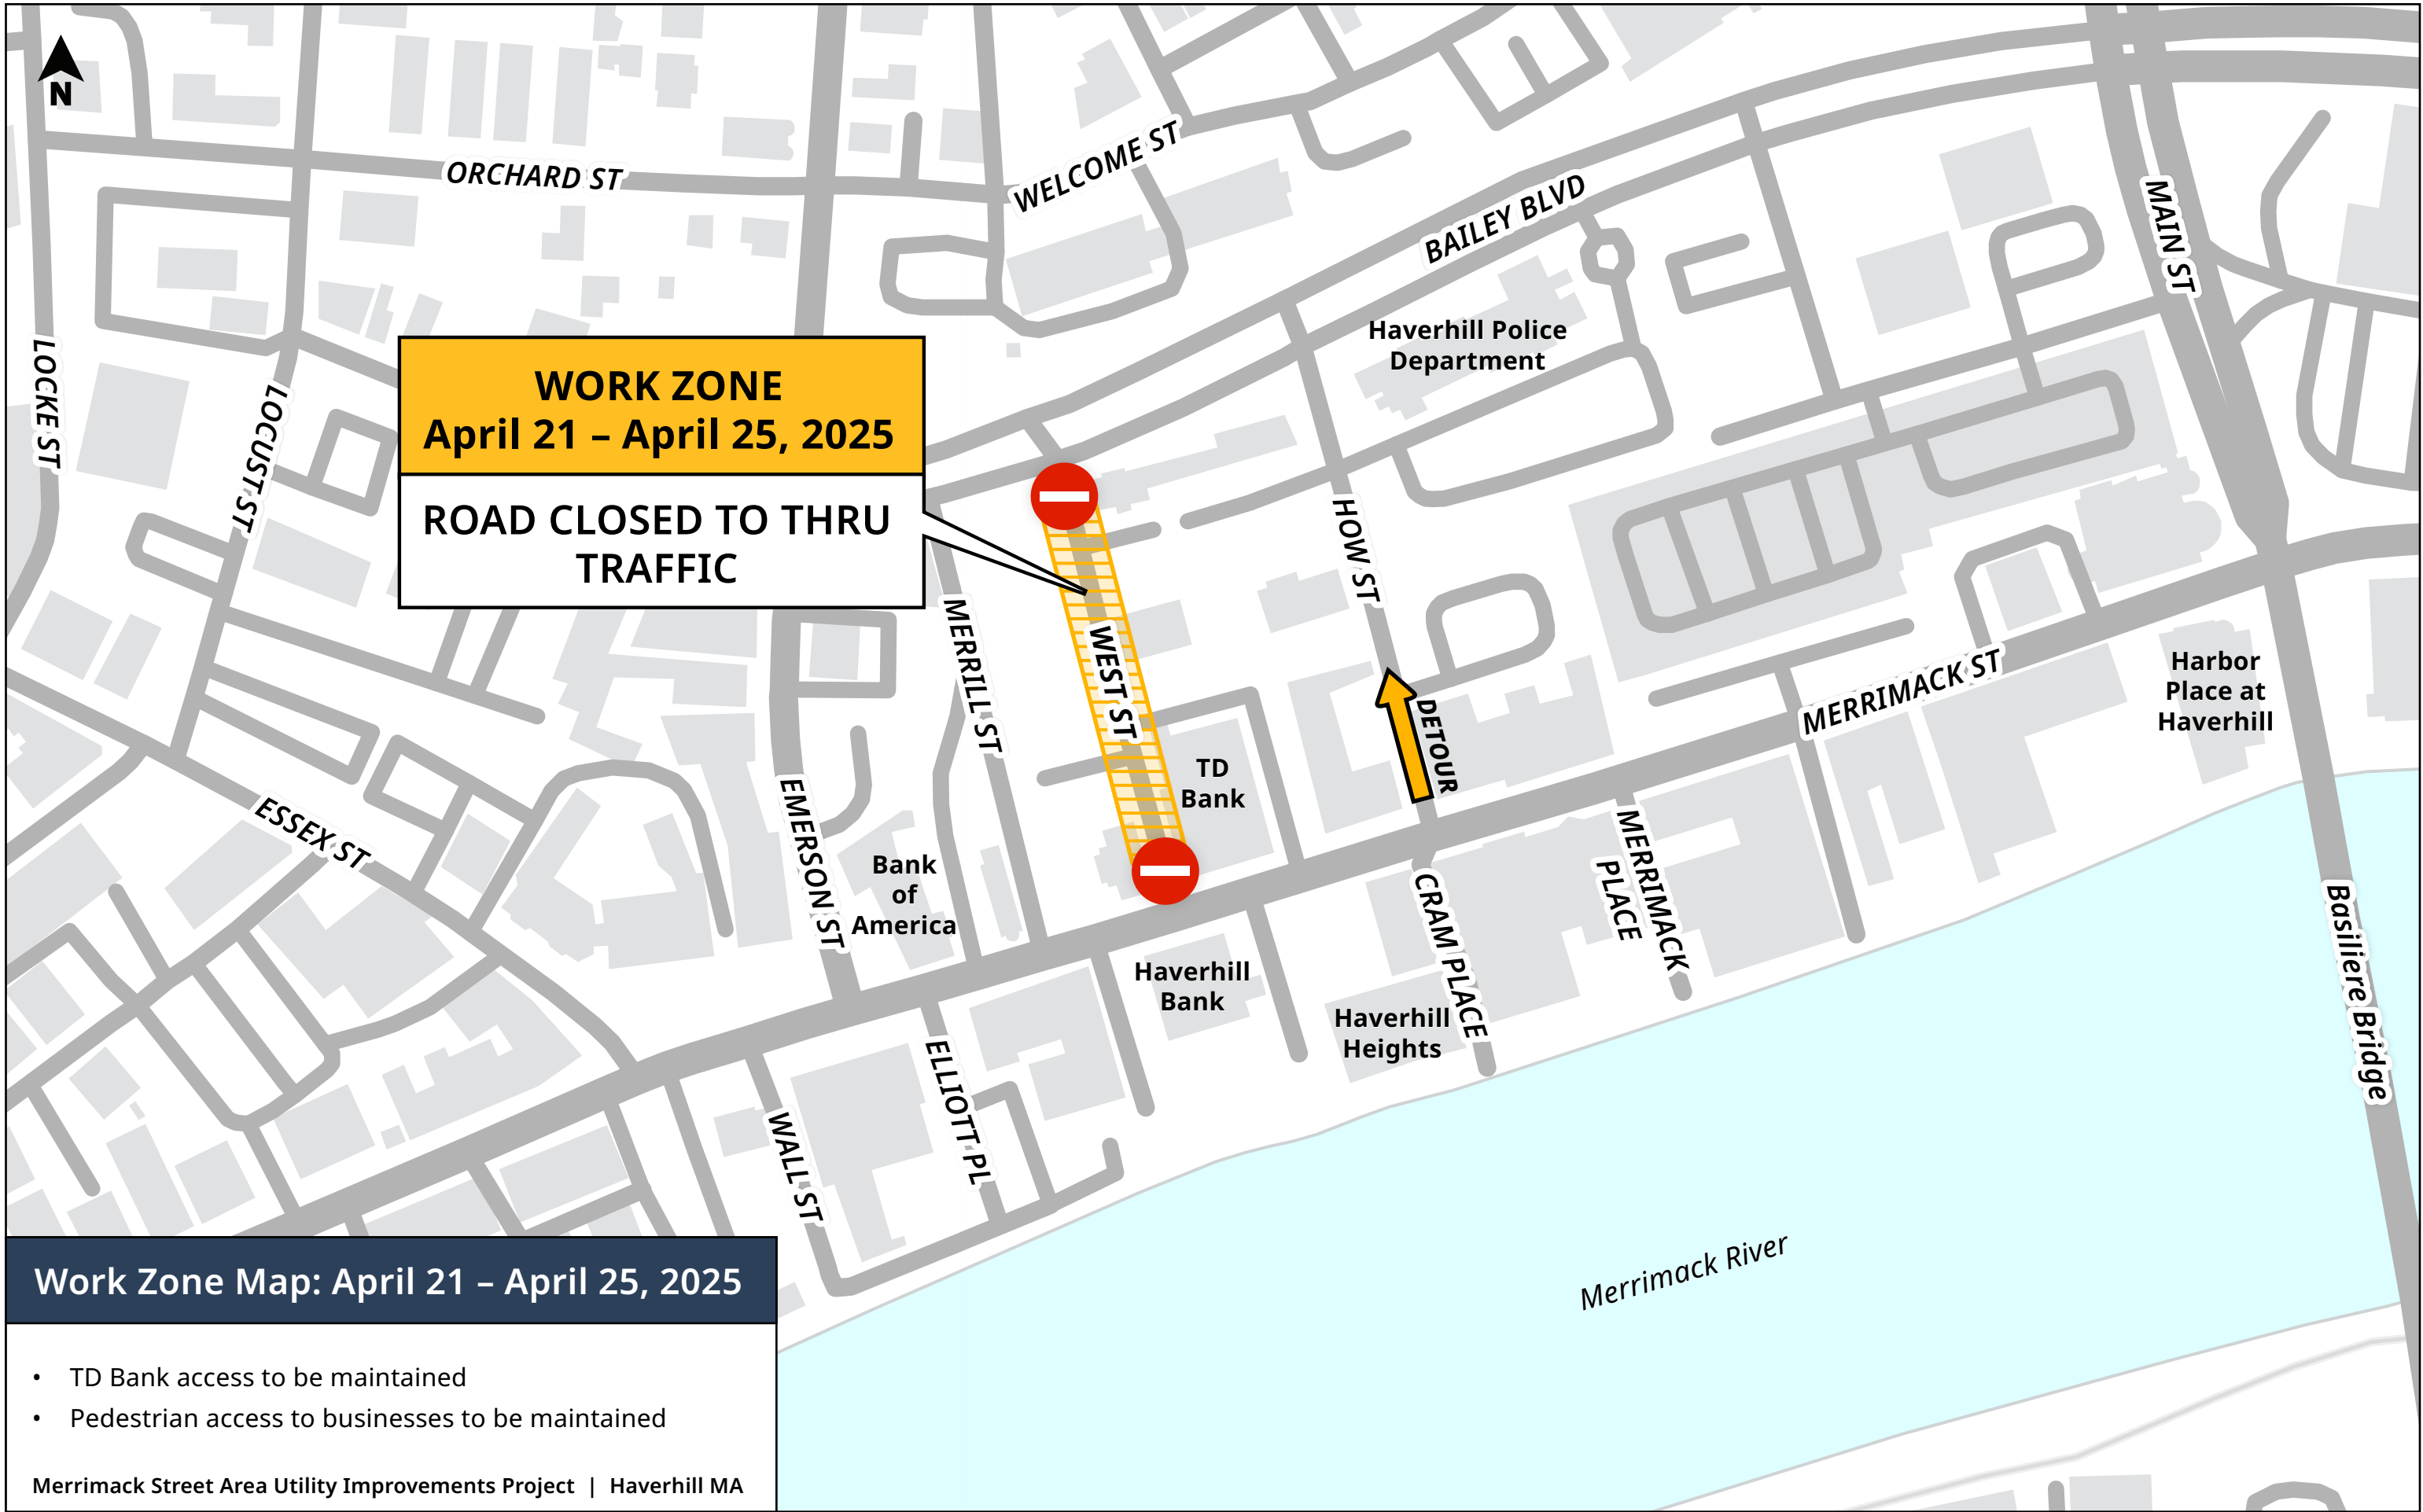 N
ORCHARD ST
WELCOME ST
BAILEY BLVD
MAIN ST
LOCKE ST
LOCUST ST
Haverhill Police
Department
WORK ZONE
April 21 – April 25, 2025
ROAD CLOSED TO THRU
TRAFFIC
HOW ST
MERRILL ST
WEST ST
DETOUR
MERRIMACK ST
Harbor
Place at
Haverhill
TD
Bank
ESSEX ST
EMERSON ST
Bank
of
America
MERRIMACK
PLACE
CRAM PLACE
Haverhill
Bank
Haverhill
Heights
Basiliere Bridge
ELLIOTT PL
WALL ST
Merrimack River
Work Zone Map: April 21 – April 25, 2025
• TD Bank access to be maintained
• Pedestrian access to businesses to be maintained
Merrimack Street Area Utility Improvements Project | Haverhill MA